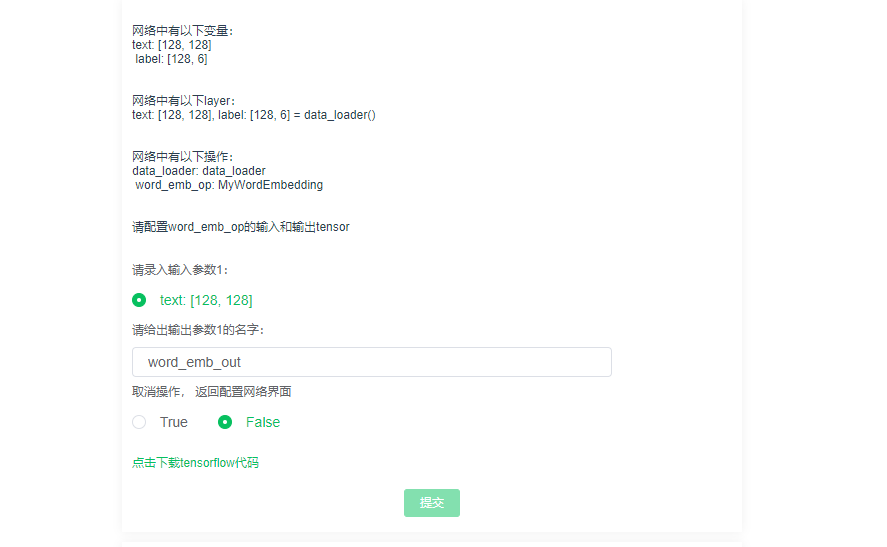 网络中有以下变量：
text: [128, 128]
label: [128, 6]
网络中有以下layer：
text: [128, 128], label: [128, 6] = data_loader()
网络中有以下操作：
data_loader: data_loader
word_emb_op: MyWordEmbedding
请配置word_emb_op的输入和输出tensor
请录入输入参数1：
text: [128, 128]
请给出输出参数1的名字：
word_emb_out
取消操作， 返回配置网络界面
True False
点击下载tensorflow代码
提交